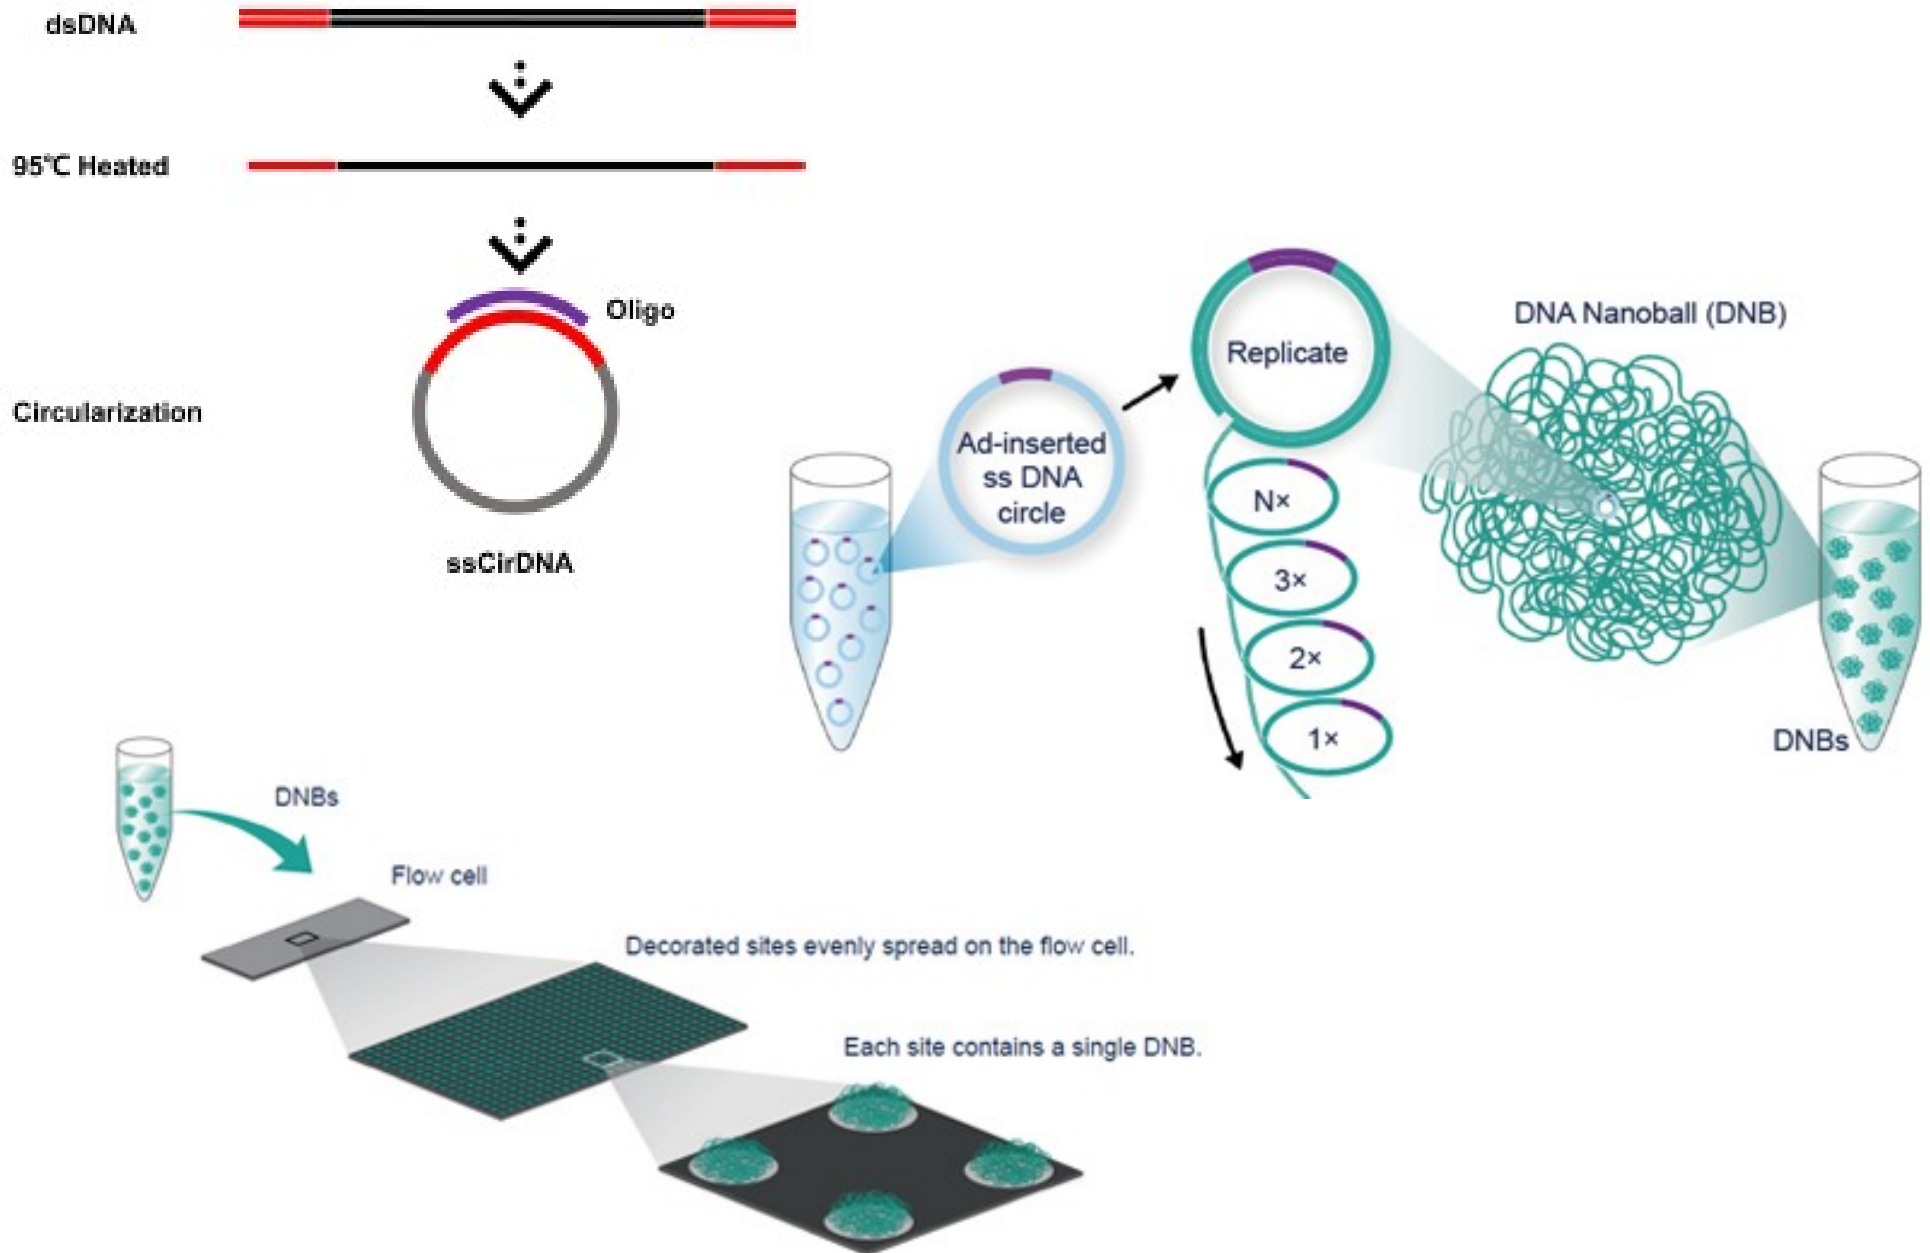 dsDNA
95℃ Heated
Oligo
Circularization
ssCirDNA
Ad-inserted
ss DNA
circle
Replicate
N×
3×
2×
1×
DNA Nanoball (DNB)
DNBs
DNBs
Flow cell
Decorated sites evenly spread on the flow cell.
Each site contains a single DNB.